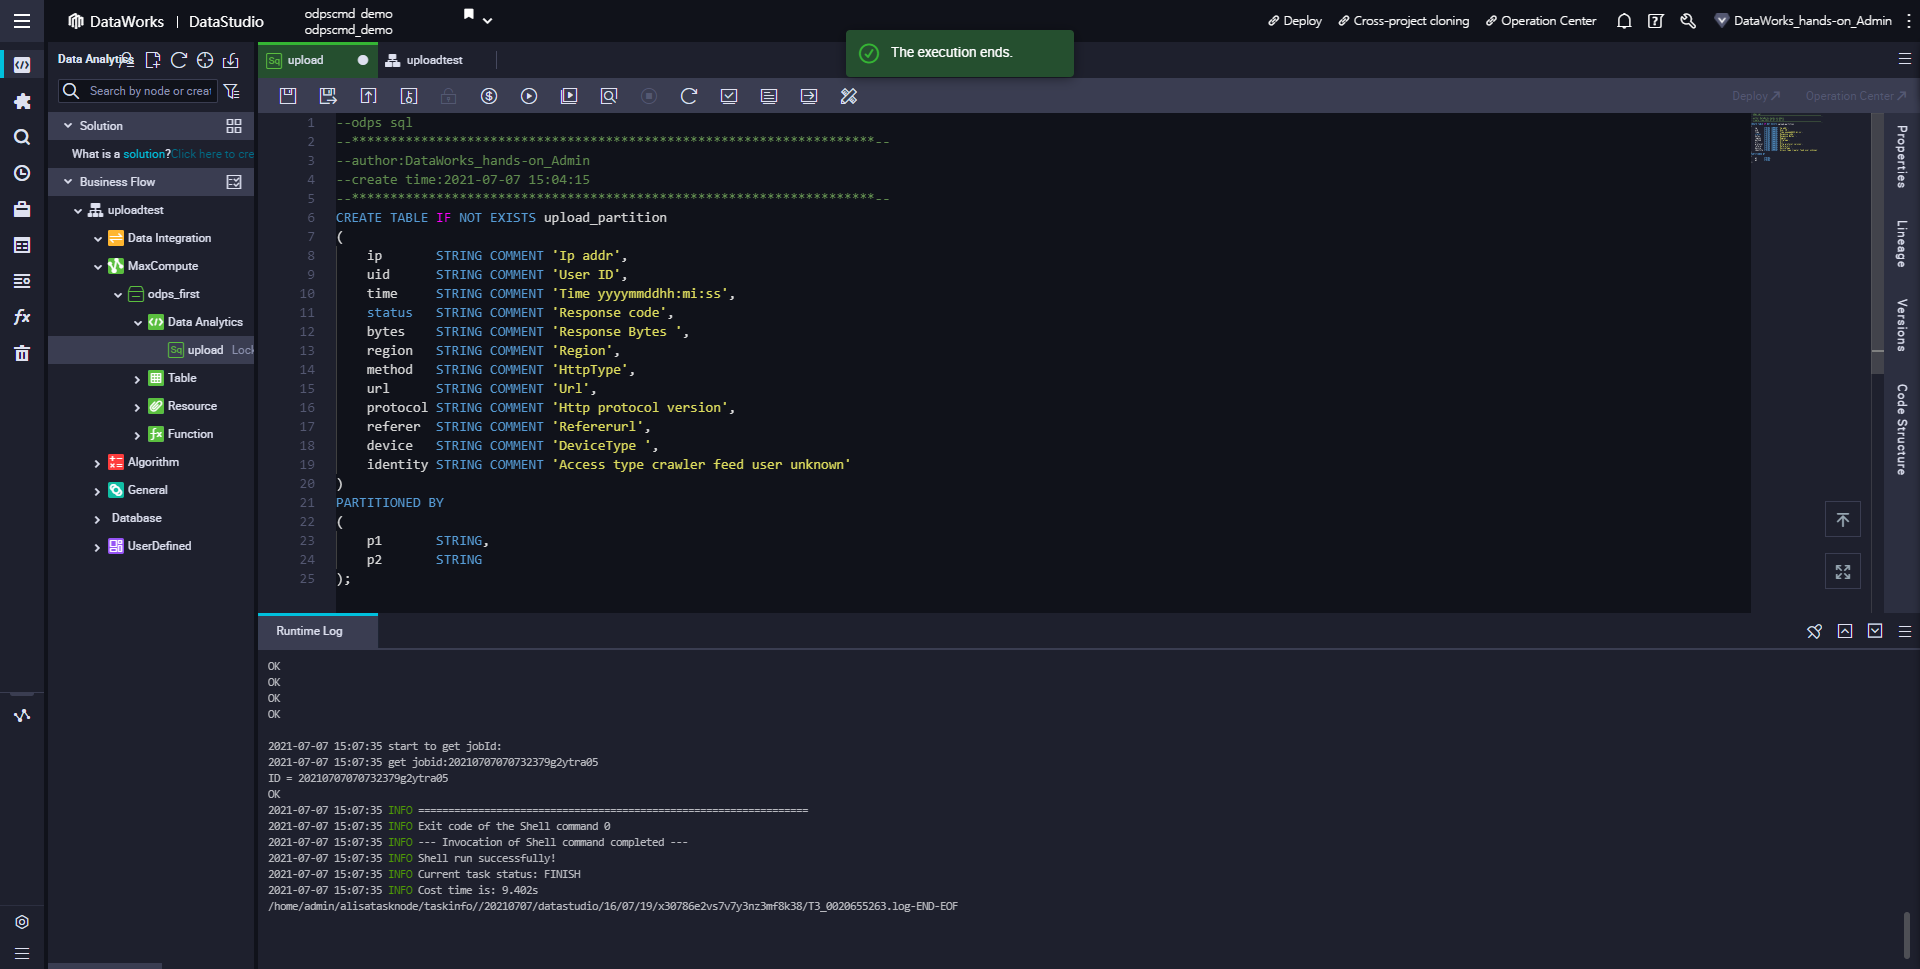 DataWorks | DataStudio
odpscmd_demo
odpscmd_demo
Deploy
Cross-project cloning
Operation Center
DataWorks_hands-on_Admin
Data Analytics
Sq upload
uploadtest
The execution ends.
Search by node or creat
Deploy
Operation Center
Solution
What is a solution?Click here to cre
Business Flow
uploadtest
Data Integration
MaxCompute
odps_first
Data Analytics
Sq upload Lock
Table
Resource
Function
Algorithm
General
Database
UserDefined
1 --odps sql
2 --********************************************************************--
3 --author:DataWorks_hands-on_Admin
4 --create time:2021-07-07 15:04:15
5 --********************************************************************--
6 CREATE TABLE IF NOT EXISTS upload_partition
7 (
8 ip STRING COMMENT 'Ip addr',
9 uid STRING COMMENT 'User ID',
10 time STRING COMMENT 'Time yyyymmddhh:mi:ss',
11 status STRING COMMENT 'Response code',
12 bytes STRING COMMENT 'Response Bytes ',
13 region STRING COMMENT 'Region',
14 method STRING COMMENT 'HttpType',
15 url STRING COMMENT 'Url',
16 protocol STRING COMMENT 'Http protocol version',
17 referer STRING COMMENT 'Refererurl',
18 device STRING COMMENT 'DeviceType ',
19 identity STRING COMMENT 'Access type crawler feed user unknown'
20 )
21 PARTITIONED BY
22 (
23 p1 STRING,
24 p2 STRING
25 );
Properties
Lineage
Versions
Code Structure
Runtime Log
OK
OK
OK
OK
2021-07-07 15:07:35 start to get jobId:
2021-07-07 15:07:35 get jobid:20210707070732379g2ytra05
ID = 20210707070732379g2ytra05
OK
2021-07-07 15:07:35 INFO =================================================================
2021-07-07 15:07:35 INFO Exit code of the Shell command 0
2021-07-07 15:07:35 INFO --- Invocation of Shell command completed ---
2021-07-07 15:07:35 INFO Shell run successfully!
2021-07-07 15:07:35 INFO Current task status: FINISH
2021-07-07 15:07:35 INFO Cost time is: 9.402s
/home/admin/alisatasknode/taskinfo//20210707/datastudio/16/07/19/x30786e2vs7v7y3nz3mf8k38/T3_0020655263.log-END-EOF